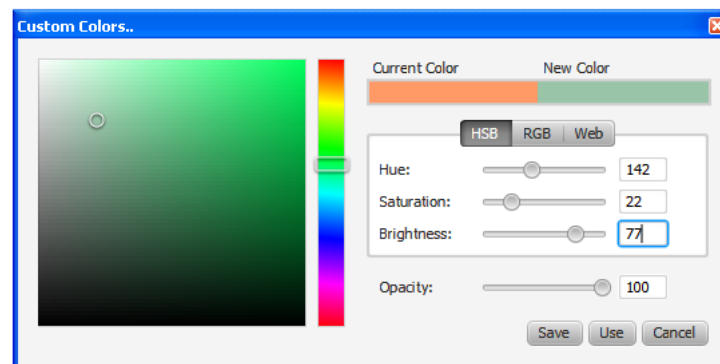 Custom Colors..
Current Color New Color
HSB RGB Web
Hue: 142
Saturation: 22
Brightness: 77
Opacity: 100
Save Use Cancel